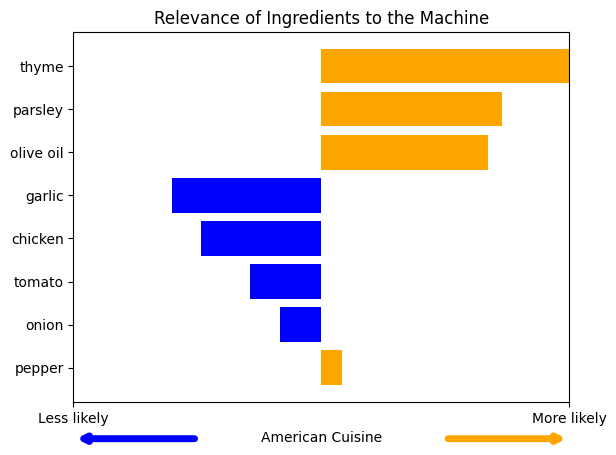 Relevance of Ingredients to the Machine
thyme
parsley
olive oil
garlic
chicken
tomato
onion
pepper
Less likely
More likely
American Cuisine